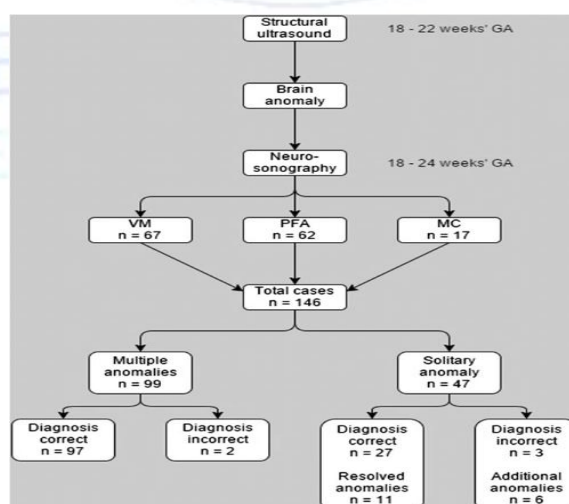 Structural
ultrasound
18 - 22 weeks' GA
Brain
anomaly
Neuro-
sonography
18 - 24 weeks' GA
VM
n = 67
PFA
n = 62
MC
n = 17
Total cases
n = 146
Multiple
anomalies
n = 99
Solitary
anomaly
n = 47
Diagnosis
correct
n = 97
Diagnosis
incorrect
n = 2
Diagnosis
correct
n = 27
Resolved
anomalies
n = 11
Diagnosis
incorrect
n = 3
Additional
anomalies
n = 6